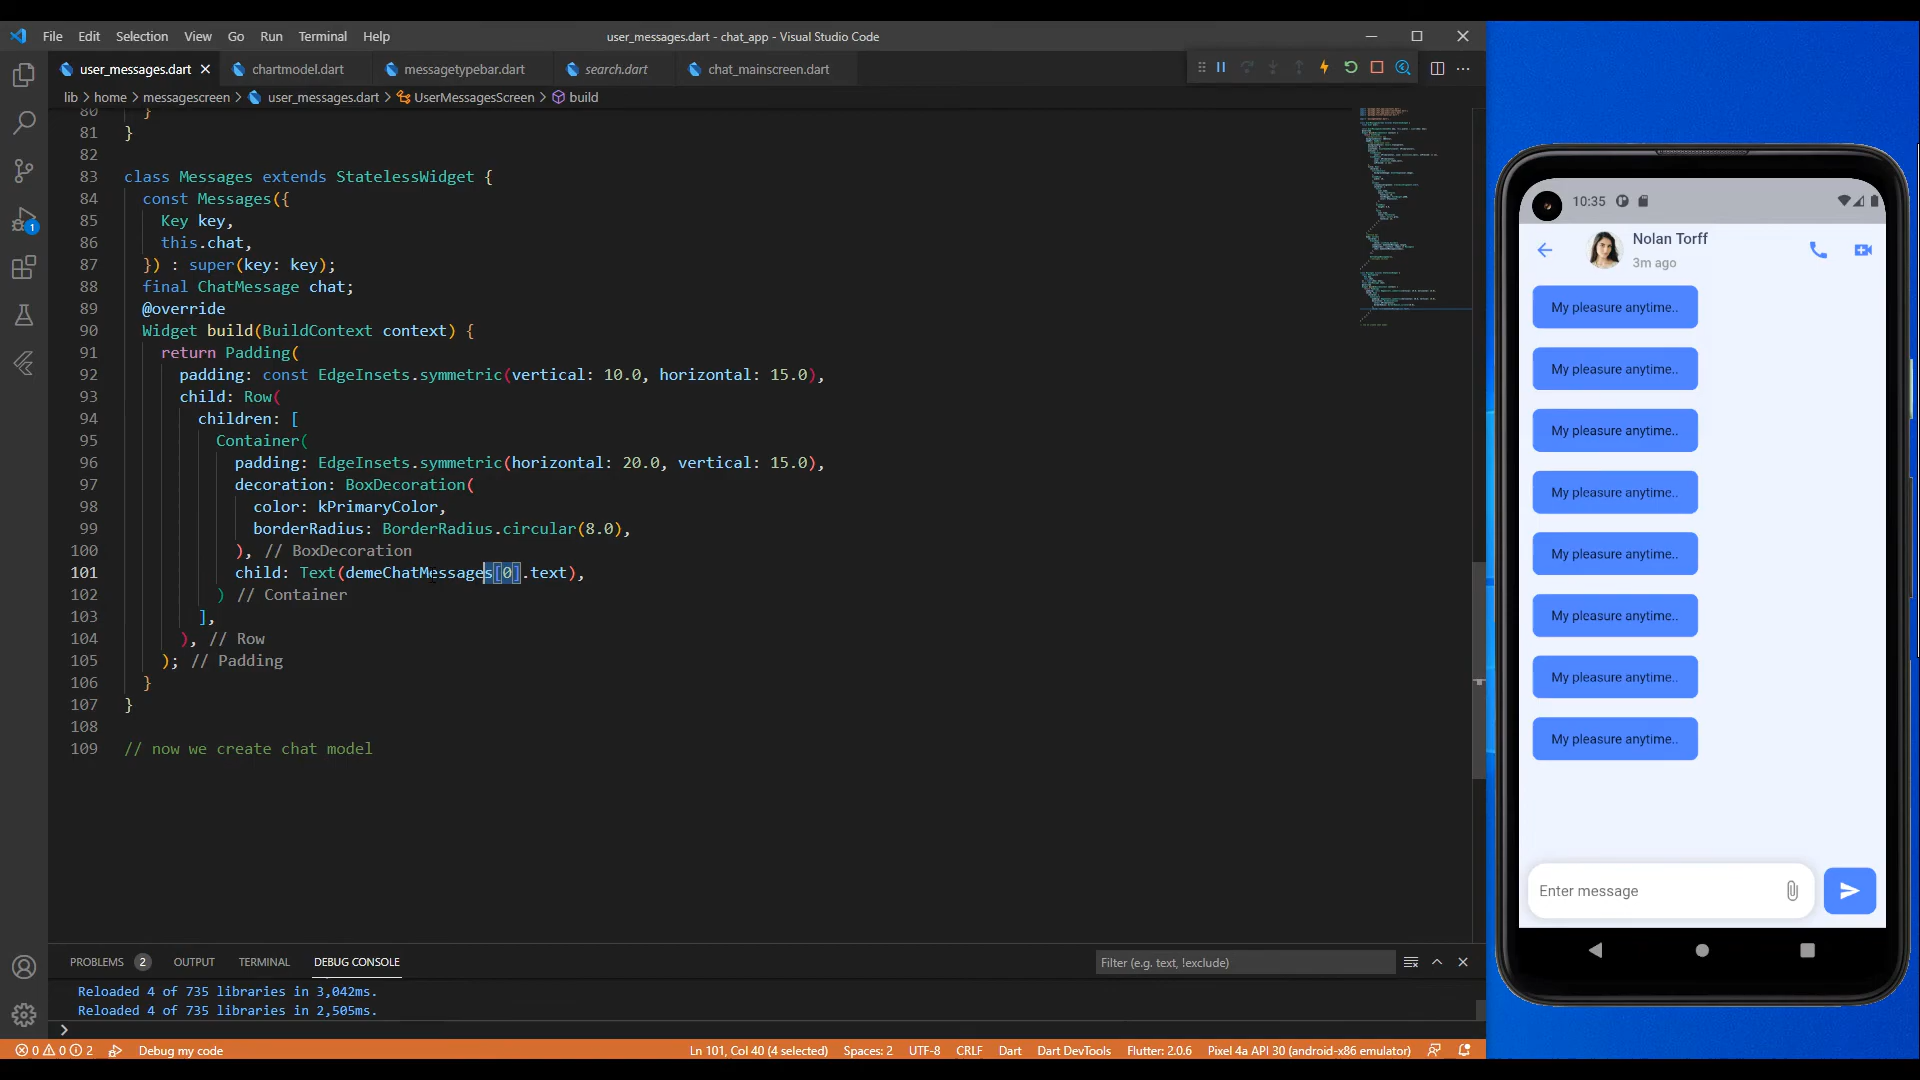 File Edit Selection View Go Run Terminal Help
user_messages.dart - chat_app - Visual Studio Code
user_messages.dart chartmodel.dart messagetypebar.dart search.dart chat_mainscreen.dart
lib > home > messagescreen > user_messages.dart > UserMessagesScreen > build
80 }
81 }
82
83 class Messages extends StatelessWidget {
84 const Messages({
85 Key key,
86 this.chat,
87 }) : super(key: key);
88 final ChatMessage chat;
89 @override
90 Widget build(BuildContext context) {
91 return Padding(
92 padding: const EdgeInsets.symmetric(vertical: 10.0, horizontal: 15.0),
93 child: Row(
94 children: [
95 Container(
96 padding: EdgeInsets.symmetric(horizontal: 20.0, vertical: 15.0),
97 decoration: BoxDecoration(
98 color: kPrimaryColor,
99 borderRadius: BorderRadius.circular(8.0),
100 ), // BoxDecoration
101 child: Text(demeChatMessages[0].text),
102 ) // Container
103 ],
104 ), // Row
105 ); // Padding
106 }
107 }
108
109 // now we create chat model
PROBLEMS 2 OUTPUT TERMINAL DEBUG CONSOLE
Filter (e.g. text, !exclude)
Reloaded 4 of 735 libraries in 3,042ms.
Reloaded 4 of 735 libraries in 2,505ms.
>
0 0 2 Debug my code
Ln 101, Col 40 (4 selected) Spaces: 2 UTF-8 CRLF Dart Dart DevTools Flutter: 2.0.6 Pixel 4a API 30 (android-x86 emulator)
1
10:35
Nolan Torff
3m ago
My pleasure anytime..
My pleasure anytime..
My pleasure anytime..
My pleasure anytime..
My pleasure anytime..
My pleasure anytime..
My pleasure anytime..
My pleasure anytime..
Enter message